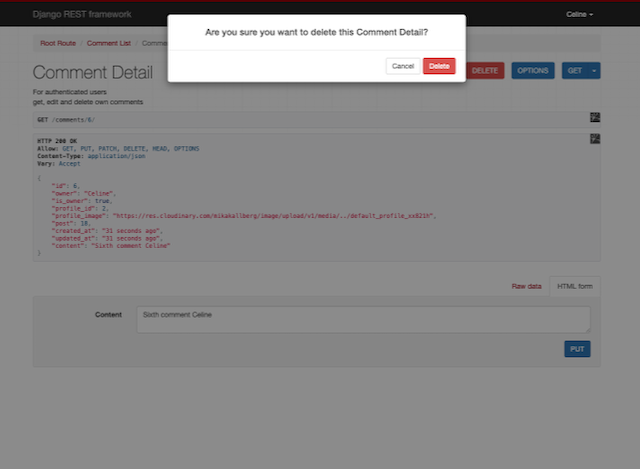 Django REST framework
Celine
Are you sure you want to delete this Comment Detail?
Cancel
Delete
Root Route / Comment List /
Comment Detail
DELETE
OPTIONS
GET
For authenticated users
get, edit and delete own comments
GET /comments/6/
HTTP 200 OK
Allow: GET, PUT, PATCH, DELETE, HEAD, OPTIONS
Content-Type: application/json
Vary: Accept
{
"id": 6,
"owner": "Celine",
"is_owner": true,
"profile_id": 2,
"profile_image": "https://res.cloudinary.com/mikakallberg/image/upload/v1/media/../default_profile_xx621h",
"post": 18,
"created_at": "31 seconds ago",
"updated_at": "31 seconds ago",
"content": "Sixth comment Celine"
}
Raw data
HTML form
Content
Sixth comment Celine
PUT